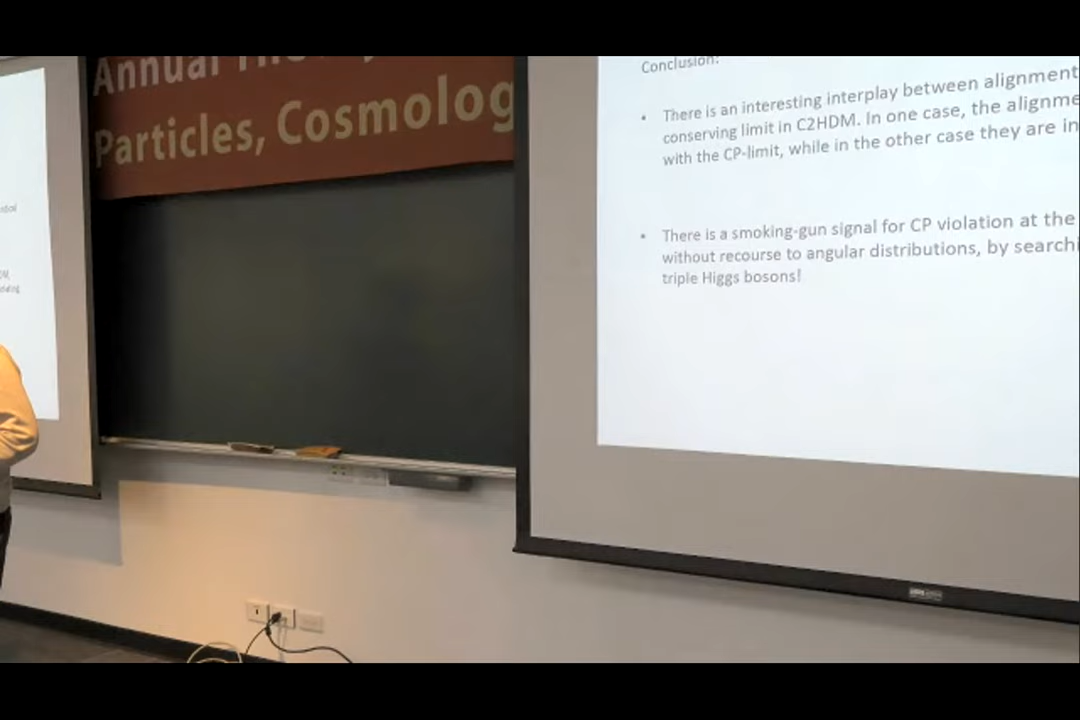 Annual
Particles, Cosmolog
Conclusion:
• There is an interesting interplay between alignment
conserving limit in C2HDM. In one case, the alignme
with the CP-limit, while in the other case they are in
• There is a smoking-gun signal for CP violation at the
without recourse to angular distributions, by searchi
triple Higgs bosons!